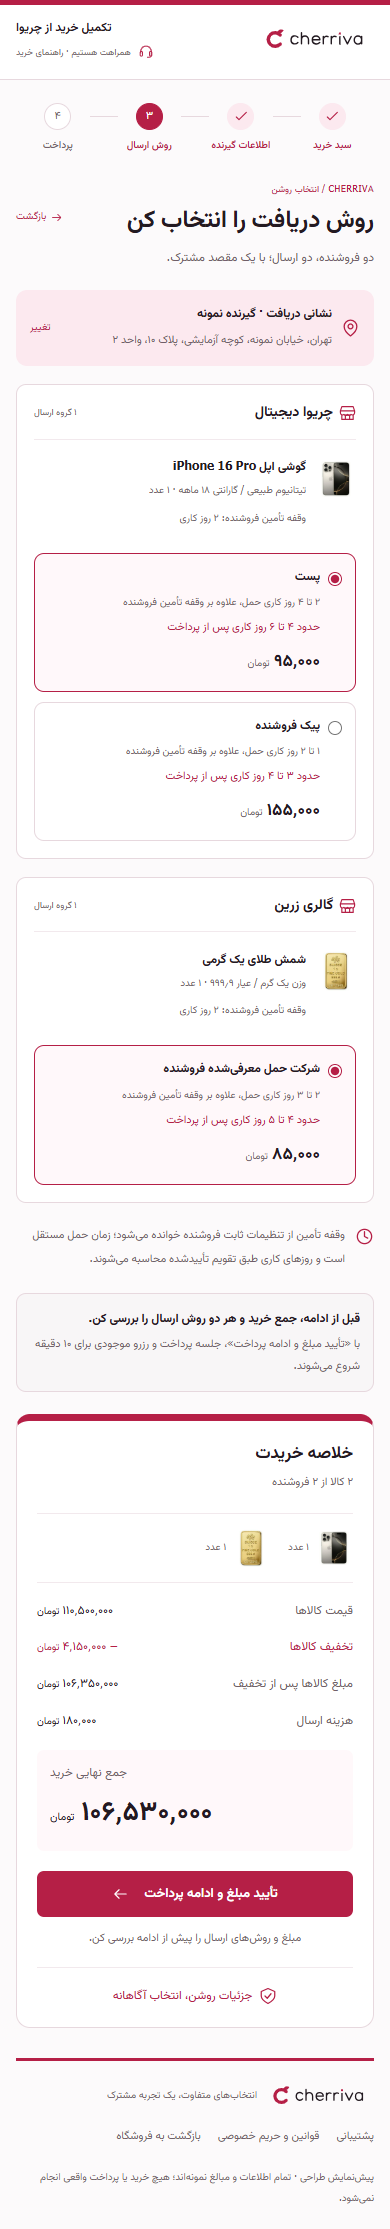 cherriva
تکمیل خرید از چریوا
همراهت هستیم · راهنمای خرید
سبد خرید
اطلاعات گیرنده
۳
روش ارسال
۴
پرداخت
CHERRIVA / انتخاب روشن
روش دریافت را انتخاب کن
بازگشت
دو فروشنده، دو ارسال؛ با یک مقصد مشترک.
نشانی دریافت · گیرنده نمونه
تهران، خیابان نمونه، کوچه آزمایشی، پلاک ۱۰، واحد ۲
تغییر
چریوا دیجیتال
۱ گروه ارسال
گوشی اپل iPhone 16 Pro
تیتانیوم طبیعی / گارانتی ۱۸ ماهه · ۱ عدد
وقفه تأمین فروشنده: ۲ روز کاری
پست
۲ تا ۴ روز کاری حمل، علاوه بر وقفه تأمین فروشنده
حدود ۴ تا ۶ روز کاری پس از پرداخت
۹۵,۰۰۰ تومان
پیک فروشنده
۱ تا ۲ روز کاری حمل، علاوه بر وقفه تأمین فروشنده
حدود ۳ تا ۴ روز کاری پس از پرداخت
۱۵۵,۰۰۰ تومان
گالری زرین
۱ گروه ارسال
شمش طلای یک گرمی
وزن یک گرم / عیار ۹۹۹٫۹ · ۱ عدد
وقفه تأمین فروشنده: ۲ روز کاری
شرکت حمل معرفی‌شده فروشنده
۲ تا ۳ روز کاری حمل، علاوه بر وقفه تأمین فروشنده
حدود ۴ تا ۵ روز کاری پس از پرداخت
۸۵,۰۰۰ تومان
وقفه تأمین از تنظیمات ثابت فروشنده خوانده می‌شود؛ زمان حمل مستقل
است و روزهای کاری طبق تقویم تأییدشده محاسبه می‌شوند.
قبل از ادامه، جمع خرید و هر دو روش ارسال را بررسی کن.
با «تأیید مبلغ و ادامه پرداخت»، جلسه پرداخت و رزرو موجودی برای ۱۰ دقیقه
شروع می‌شوند.
خلاصه خریدت
۲ کالا از ۲ فروشنده
۱ عدد
۱ عدد
قیمت کالاها
۱۱۰,۵۰۰,۰۰۰ تومان
تخفیف کالاها
− ۴,۱۵۰,۰۰۰ تومان
مبلغ کالاها پس از تخفیف
۱۰۶,۳۵۰,۰۰۰ تومان
هزینه ارسال
۱۸۰,۰۰۰ تومان
جمع نهایی خرید
۱۰۶,۵۳۰,۰۰۰ تومان
تأیید مبلغ و ادامه پرداخت
مبلغ و روش‌های ارسال را پیش از ادامه بررسی کن.
جزئیات روشن، انتخاب آگاهانه
cherriva
انتخاب‌های متفاوت، یک تجربه مشترک
پشتیبانی
قوانین و حریم خصوصی
بازگشت به فروشگاه
پیش‌نمایش طراحی · تمام اطلاعات و مبالغ نمونه‌اند؛ هیچ خرید یا پرداخت واقعی انجام
نمی‌شود.